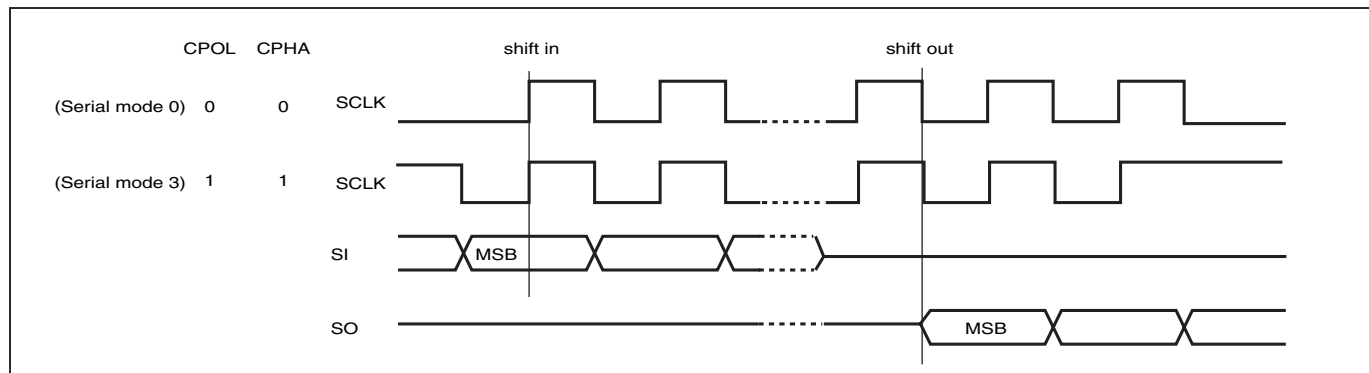 CPOL CPHA shift in shift out
(Serial mode 0) 0 0 SCLK
(Serial mode 3) 1 1 SCLK
SI MSB
SO MSB